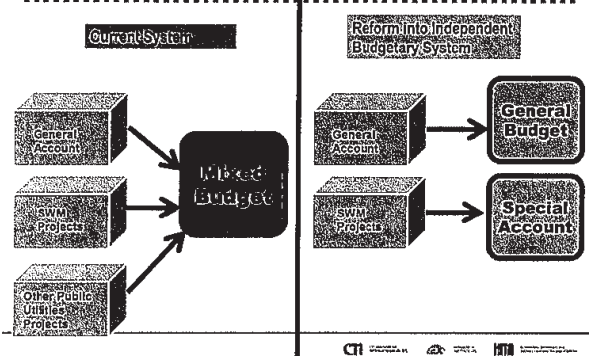 Current System
General
Account
SWM
Projects
Other Public
Utilities
Projects
Mixed
Budget
Reform Into Independent
Budgetary System
General
Account
SWM
Projects
General
Budget
Special
Account
CTI